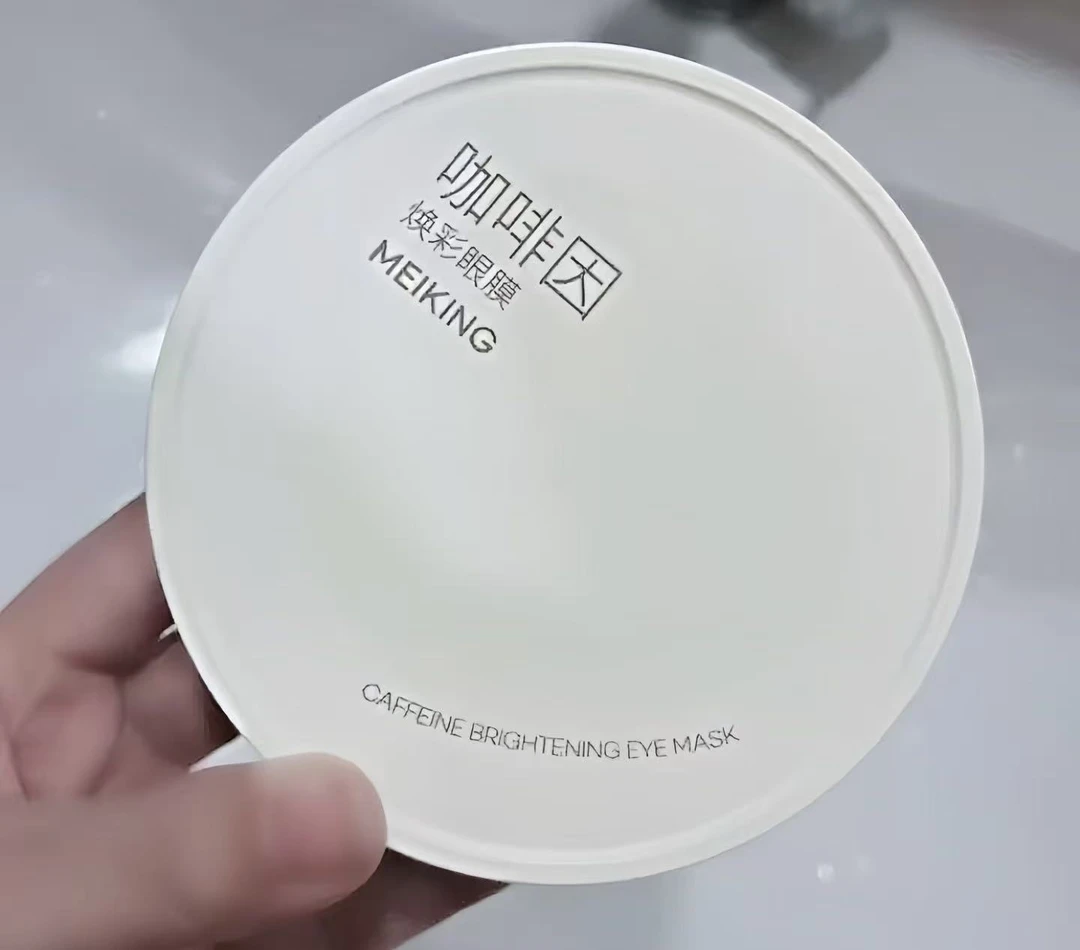 咖啡因
焕彩眼膜
MEIKING
CAFFEINE BRIGHTENING EYE MASK